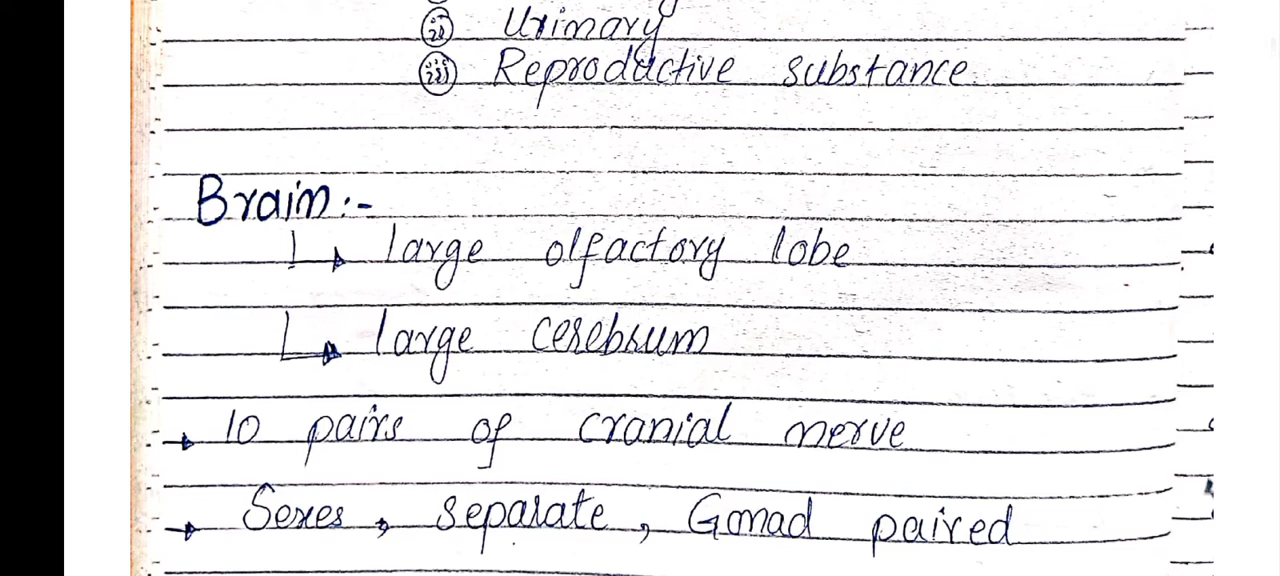 (ii) Urinary
(iii) Reproductive substance.
Brain :-
large olfactory lobe
large cerebrum
→ 10 pairs of cranial nerve
→ Sexes, separate, Gonad paired